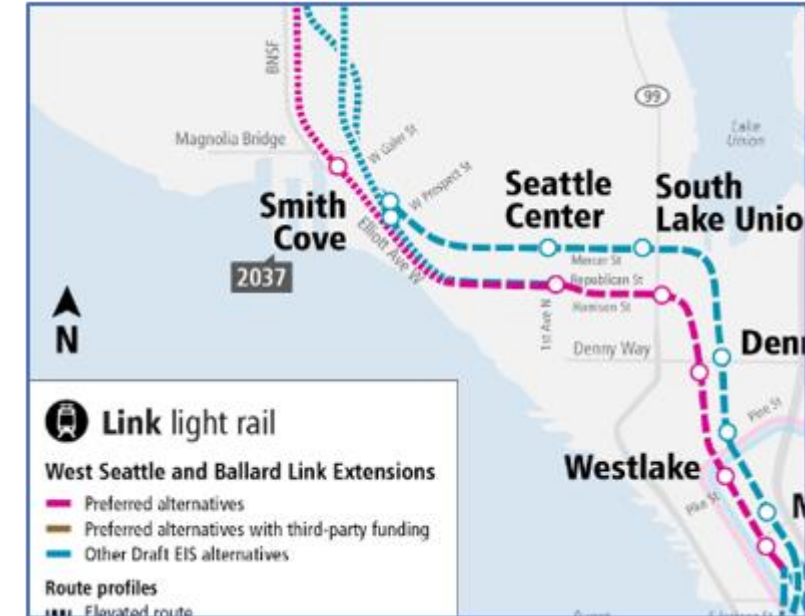 BNSF
99
Magnolia Bridge
W Galer St
Lake
Union
W Prospect St
Seattle
Center
South
Lake Unio
Smith
Cove
2037
Elliott Ave W
Mercer St
Republican St
Harrison St
1st Ave N
Denny Way
Denn
N
Pine St
Westlake
Pike St
N
Link light rail
West Seattle and Ballard Link Extensions
Preferred alternatives
Preferred alternatives with third-party funding
Other Draft EIS alternatives
Route profiles
Elevated route